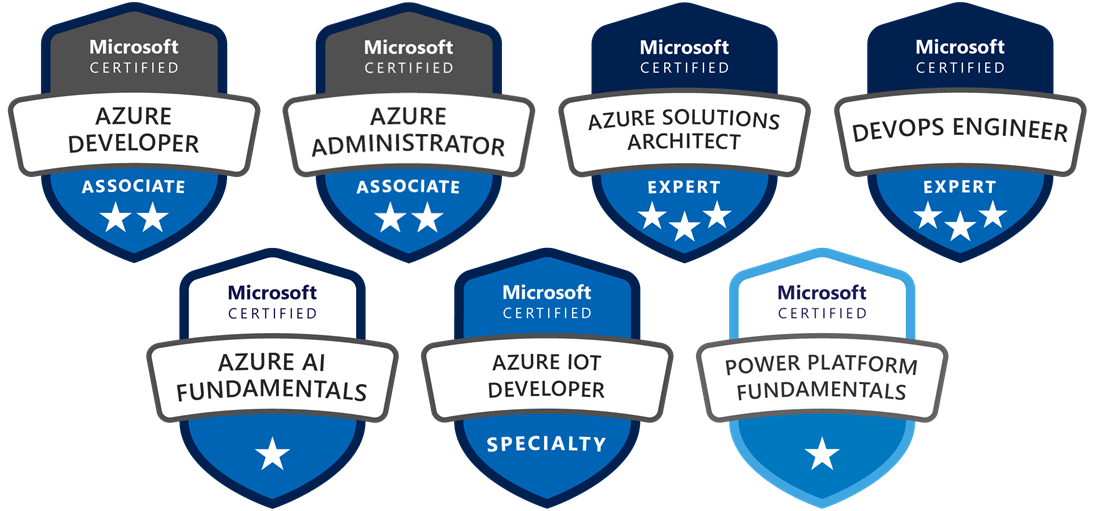 Microsoft
CERTIFIED
AZURE
DEVELOPER
ASSOCIATE
Microsoft
CERTIFIED
AZURE
ADMINISTRATOR
ASSOCIATE
Microsoft
CERTIFIED
AZURE SOLUTIONS
ARCHITECT
EXPERT
Microsoft
CERTIFIED
DEVOPS ENGINEER
EXPERT
Microsoft
CERTIFIED
AZURE AI
FUNDAMENTALS
Microsoft
CERTIFIED
AZURE IOT
DEVELOPER
SPECIALTY
Microsoft
CERTIFIED
POWER PLATFORM
FUNDAMENTALS